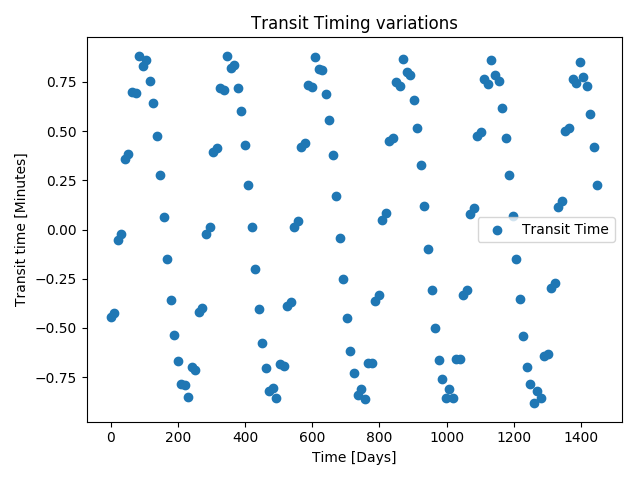 Transit Timing variations
Transit time [Minutes]
0.75
0.50
0.25
0.00
−0.25
−0.50
−0.75
Transit Time
0 200 400 600 800 1000 1200 1400
Time [Days]